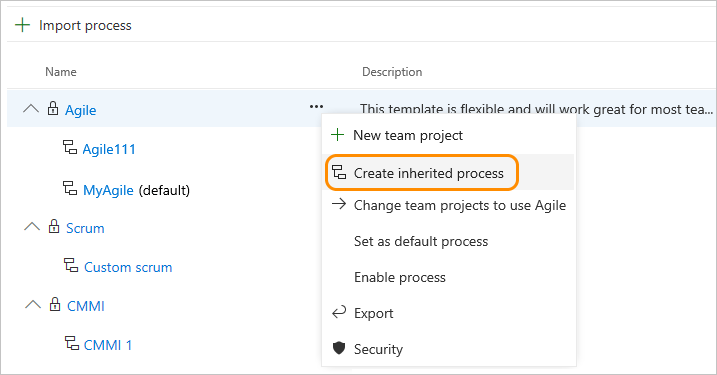 Import process
Name Description
Agile ... This template is flexible and will work great for most tea...
New team project
Agile111
Create inherited process
MyAgile (default)
Change team projects to use Agile
Scrum
Set as default process
Custom scrum
Enable process
CMMI
Export
CMMI 1
Security